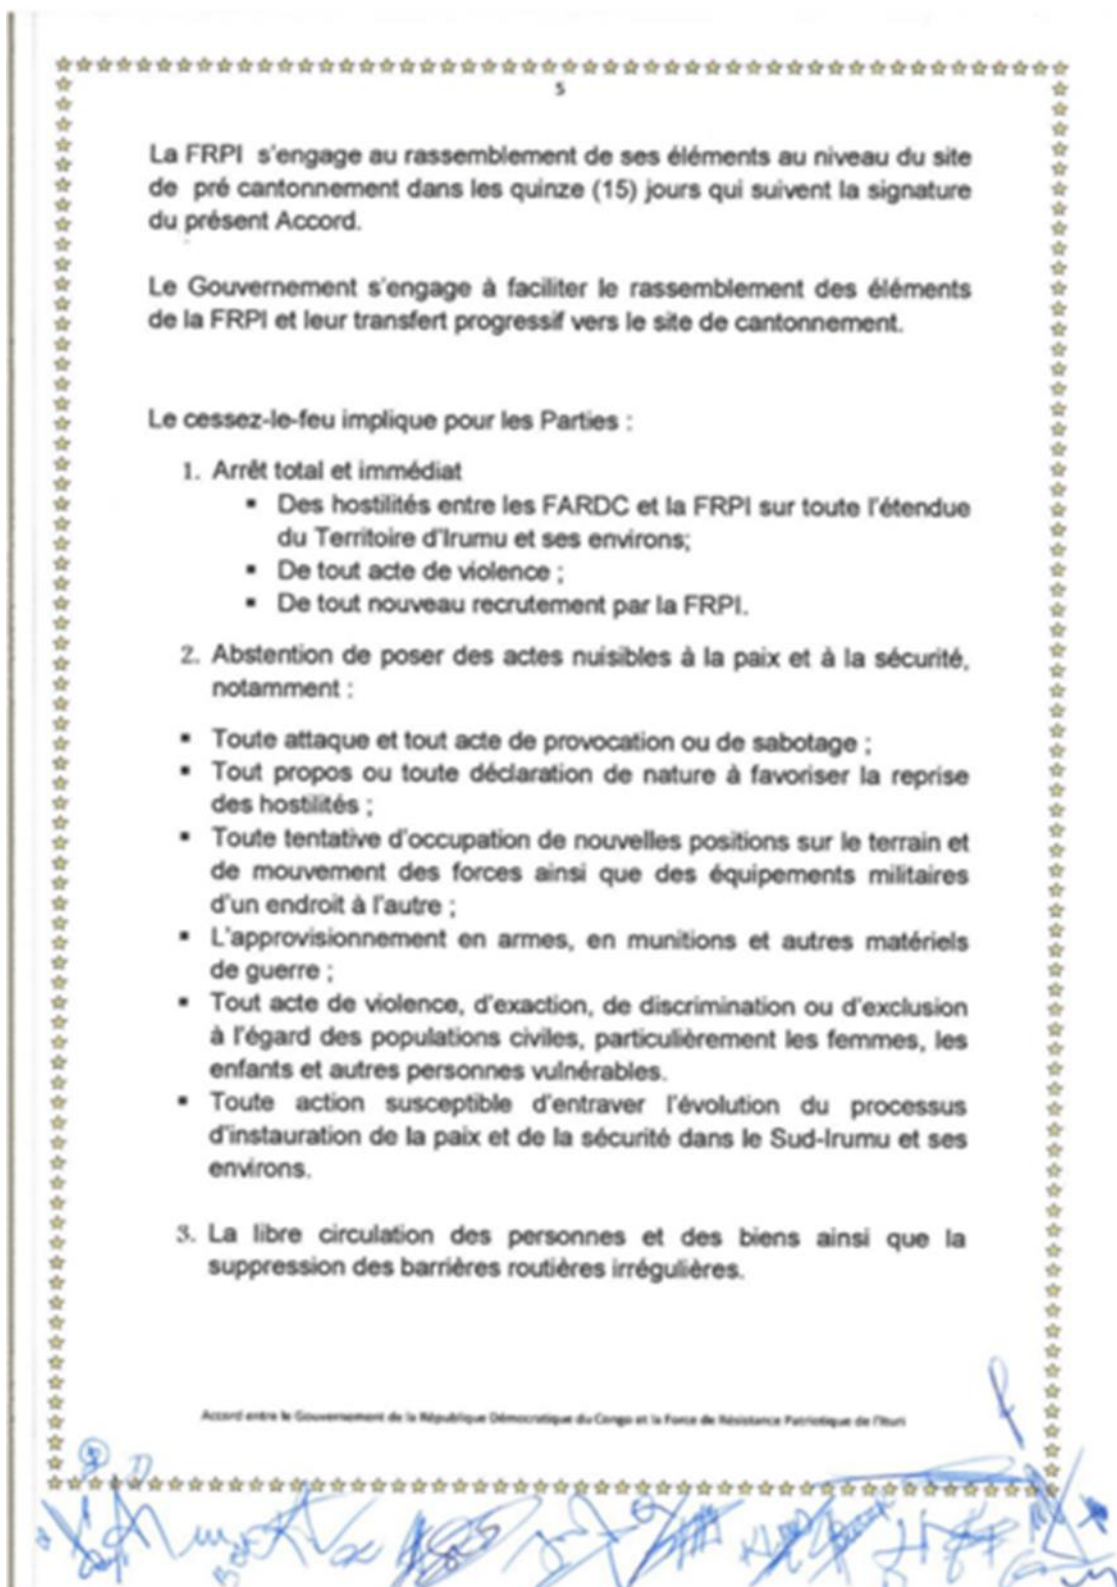 5
La FRPI s'engage au rassemblement de ses éléments au niveau du site
de pré cantonnement dans les quinze (15) jours qui suivent la signature
du présent Accord.
Le Gouvernement s'engage à faciliter le rassemblement des éléments
de la FRPI et leur transfert progressif vers le site de cantonnement.
Le cessez-le-feu implique pour les Parties :
1. Arrêt total et immédiat
▪ Des hostilités entre les FARDC et la FRPI sur toute l'étendue
du Territoire d'Irumu et ses environs;
▪ De tout acte de violence ;
▪ De tout nouveau recrutement par la FRPI.
2. Abstention de poser des actes nuisibles à la paix et à la sécurité,
notamment :
▪ Toute attaque et tout acte de provocation ou de sabotage ;
▪ Tout propos ou toute déclaration de nature à favoriser la reprise
des hostilités ;
▪ Toute tentative d'occupation de nouvelles positions sur le terrain et
de mouvement des forces ainsi que des équipements militaires
d'un endroit à l'autre ;
▪ L'approvisionnement en armes, en munitions et autres matériels
de guerre ;
▪ Tout acte de violence, d'exaction, de discrimination ou d'exclusion
à l'égard des populations civiles, particulièrement les femmes, les
enfants et autres personnes vulnérables.
▪ Toute action susceptible d'entraver l'évolution du processus
d'instauration de la paix et de la sécurité dans le Sud-Irumu et ses
environs.
3. La libre circulation des personnes et des biens ainsi que la
suppression des barrières routières irrégulières.
Accord entre le Gouvernement de la République Démocratique du Congo et la Force de Résistance Patriotique de l'Ituri